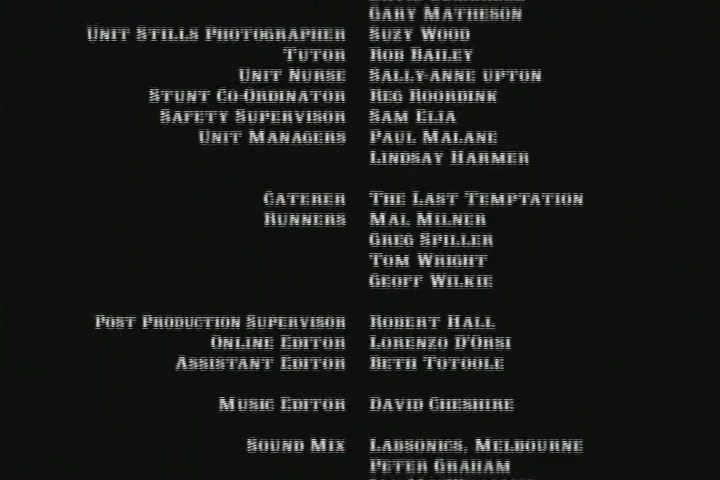 Gary Matheson
Unit Stills Photographer Suzy Wood
Tutor Rob Bailey
Unit Nurse Sally-Anne Upton
Stunt Co-Ordinator Reg Roordink
Safety Supervisor Sam Elia
Unit Managers Paul Malane
Lindsay Harmer
Caterer The Last Temptation
Runners Mal Milner
Greg Spiller
Tom Wright
Geoff Wilkie
Post Production Supervisor Robert Hall
Online Editor Lorenzo D'Orsi
Assistant Editor Beth Totoole
Music Editor David Cheshire
Sound Mix Labsonics, Melbourne
Peter Graham